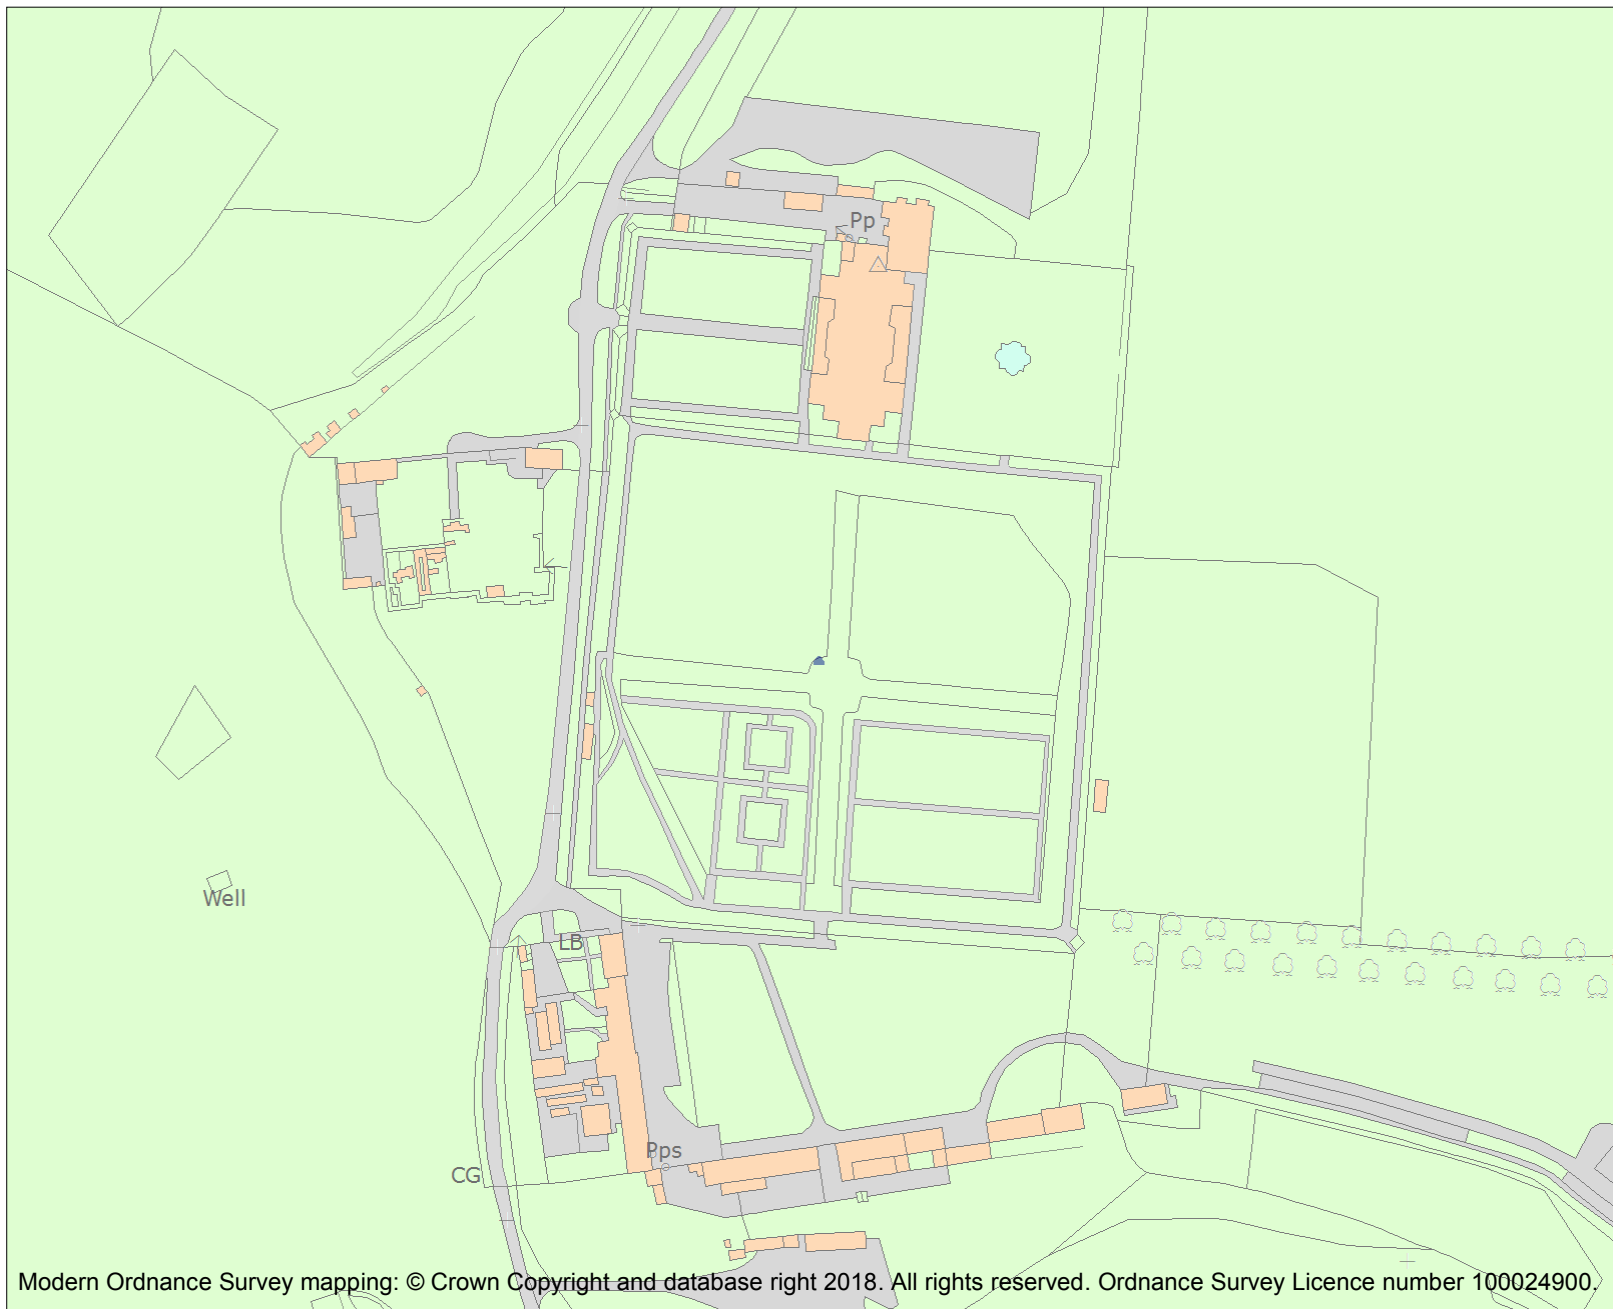 Pp
Well
LB
Pps
CG
Modern Ordnance Survey mapping: © Crown Copyright and database right 2018. All rights reserved. Ordnance Survey Licence number 100024900.